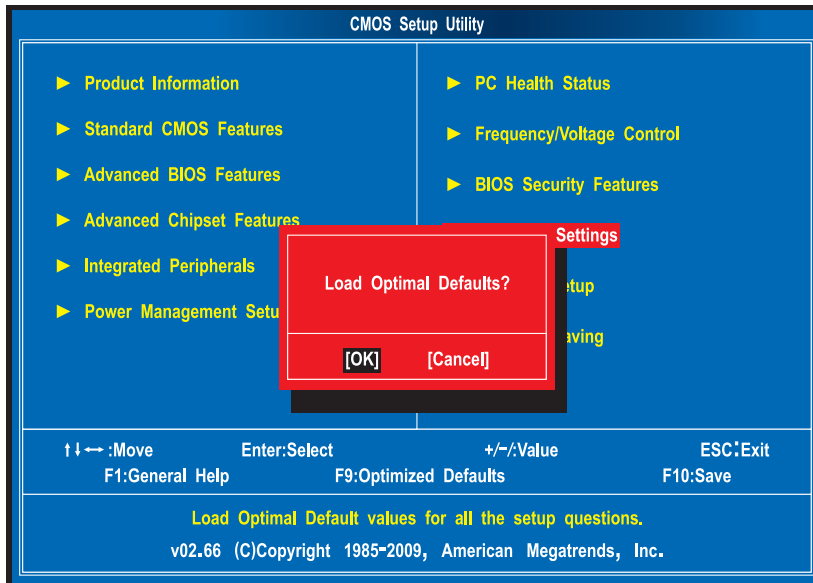 CMOS Setup Utility
► Product Information
► Standard CMOS Features
► Advanced BIOS Features
► Advanced Chipset Features
► Integrated Peripherals
► Power Management Setu
► PC Health Status
► Frequency/Voltage Control
► BIOS Security Features
Settings
etup
aving
Load Optimal Defaults?
[OK] [Cancel]
↑↓↔:Move Enter:Select +/-/:Value ESC:Exit
F1:General Help F9:Optimized Defaults F10:Save
Load Optimal Default values for all the setup questions.
v02.66 (C)Copyright 1985-2009, American Megatrends, Inc.